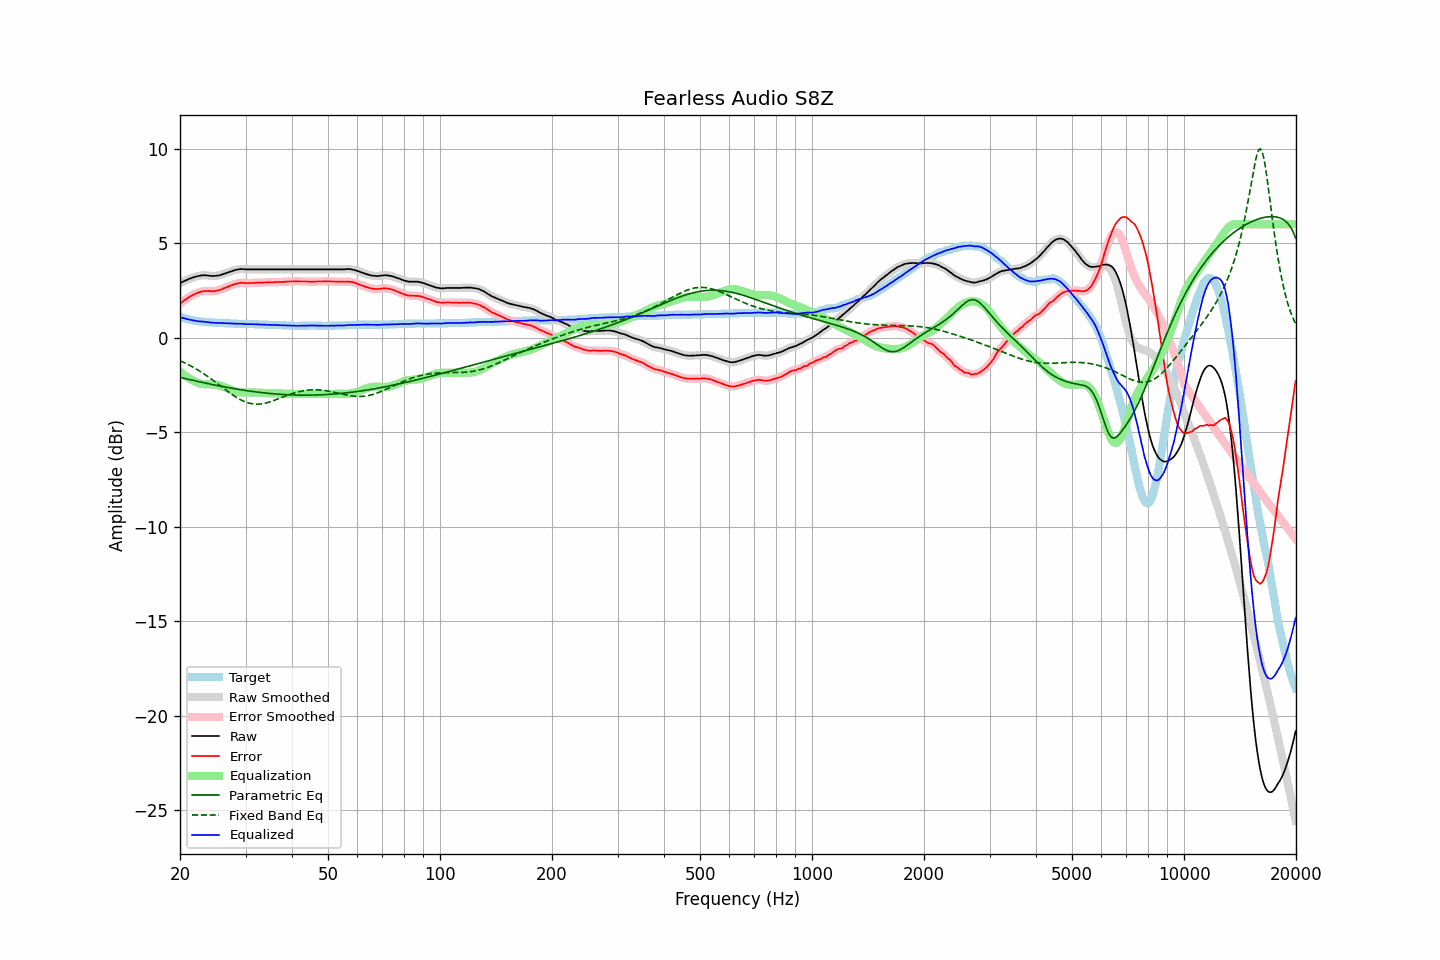 Fearless Audio S8Z
Amplitude (dBr)
10
5
0
−5
−10
−15
−20
−25
Target
Raw Smoothed
Error Smoothed
Raw
Error
Equalization
Parametric Eq
Fixed Band Eq
Equalized
20 50 100 200 500 1000 2000 5000 10000 20000
Frequency (Hz)